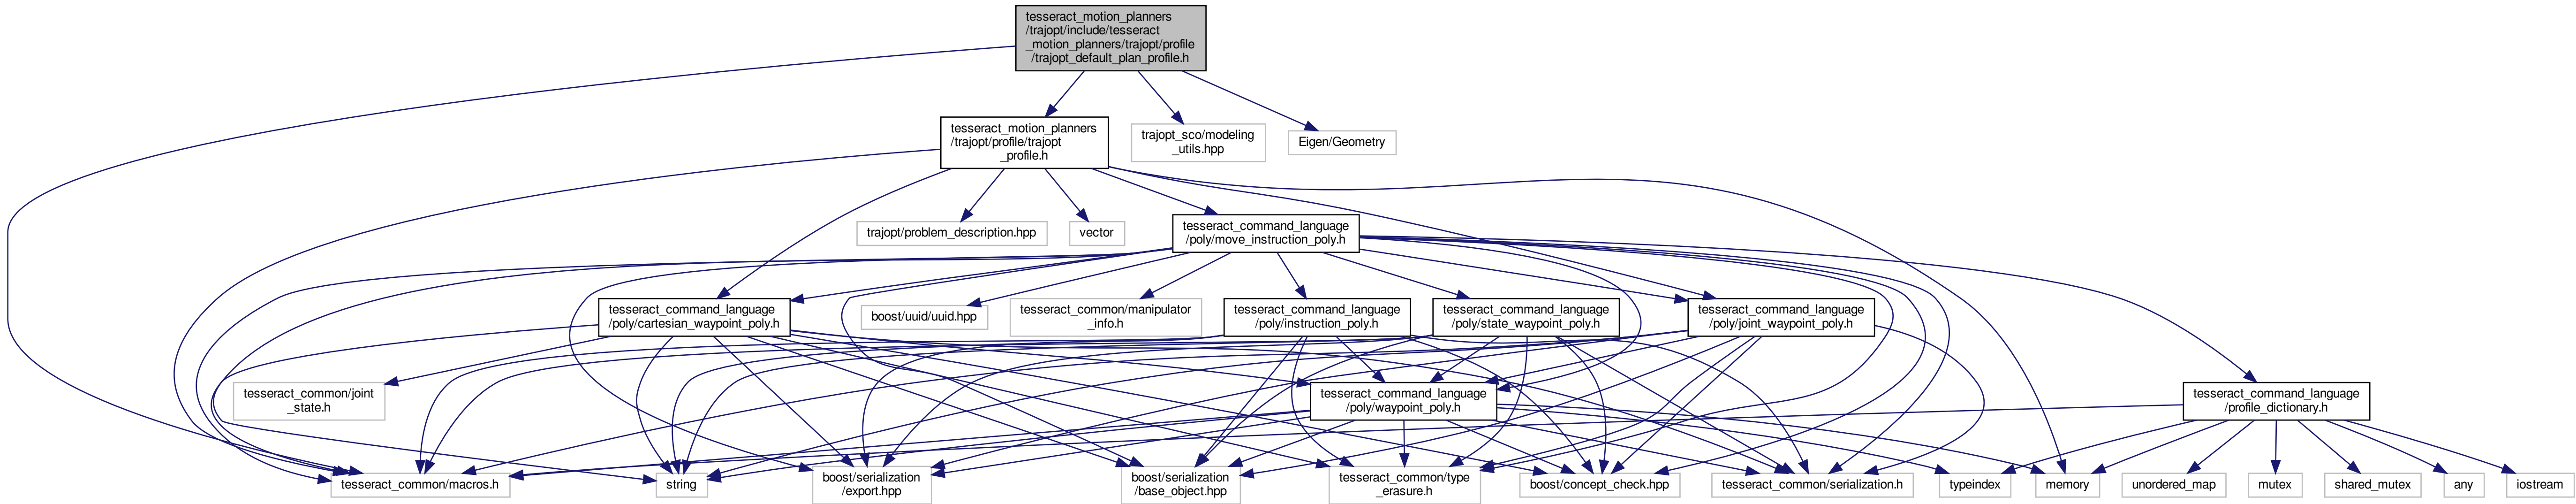 tesseract_motion_planners
/trajopt/include/tesseract
_motion_planners/trajopt/profile
/trajopt_default_plan_profile.h
tesseract_motion_planners
/trajopt/profile/trajopt
_profile.h
trajopt_sco/modeling
_utils.hpp
Eigen/Geometry
trajopt/problem_description.hpp
vector
tesseract_command_language
/poly/move_instruction_poly.h
tesseract_command_language
/poly/cartesian_waypoint_poly.h
boost/uuid/uuid.hpp
tesseract_common/manipulator
_info.h
tesseract_command_language
/poly/instruction_poly.h
tesseract_command_language
/poly/state_waypoint_poly.h
tesseract_command_language
/poly/joint_waypoint_poly.h
tesseract_common/joint
_state.h
tesseract_command_language
/poly/waypoint_poly.h
tesseract_command_language
/profile_dictionary.h
tesseract_common/macros.h
string
boost/serialization
/export.hpp
boost/serialization
/base_object.hpp
tesseract_common/type
_erasure.h
boost/concept_check.hpp
tesseract_common/serialization.h
typeindex
memory
unordered_map
mutex
shared_mutex
any
iostream